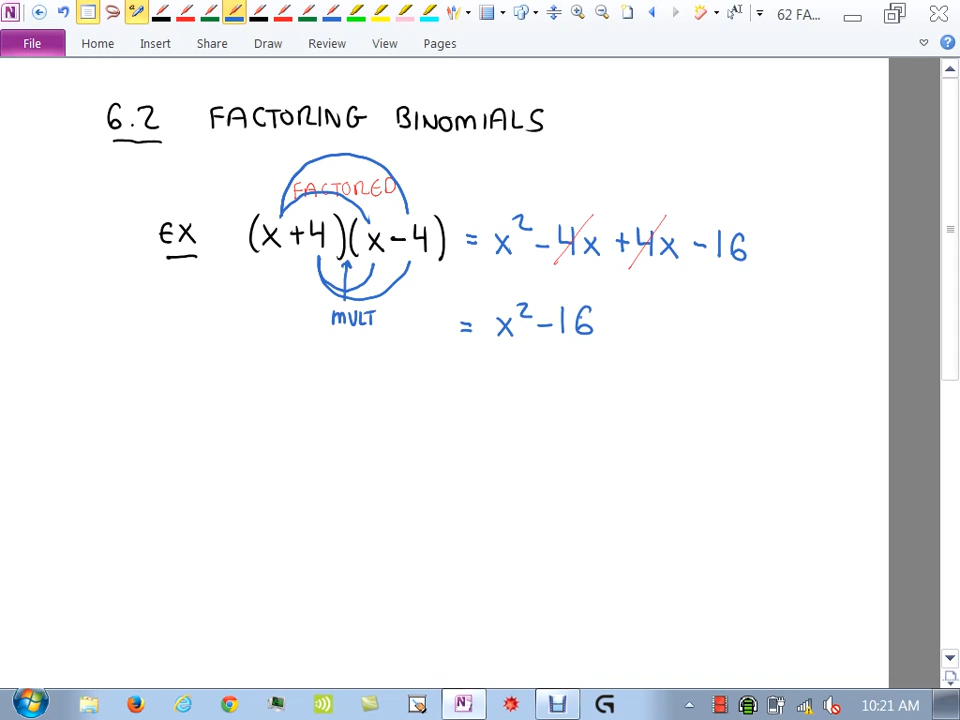 62 FA...
File Home Insert Share Draw Review View Pages
6.2 FACTORING BINOMIALS
FACTORED
EX (x+4)(x-4) = x² - 4x + 4x - 16
MULT
= x² - 16
10:21 AM